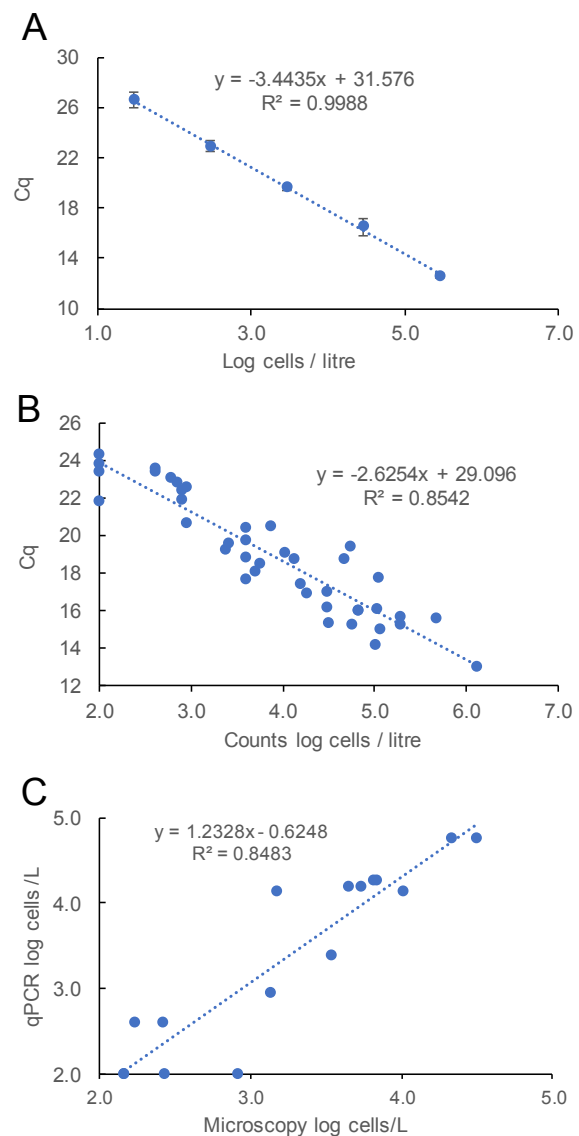 A
30
26
22
18
14
10
Cq
y = -3.4435x + 31.576
R² = 0.9988
1.0 3.0 5.0 7.0
Log cells / litre
B
26
24
22
20
18
16
14
12
Cq
y = -2.6254x + 29.096
R² = 0.8542
2.0 3.0 4.0 5.0 6.0 7.0
Counts log cells / litre
C
5.0
4.0
3.0
2.0
qPCR log cells /L
y = 1.2328x - 0.6248
R² = 0.8483
2.0 3.0 4.0 5.0
Microscopy log cells/L